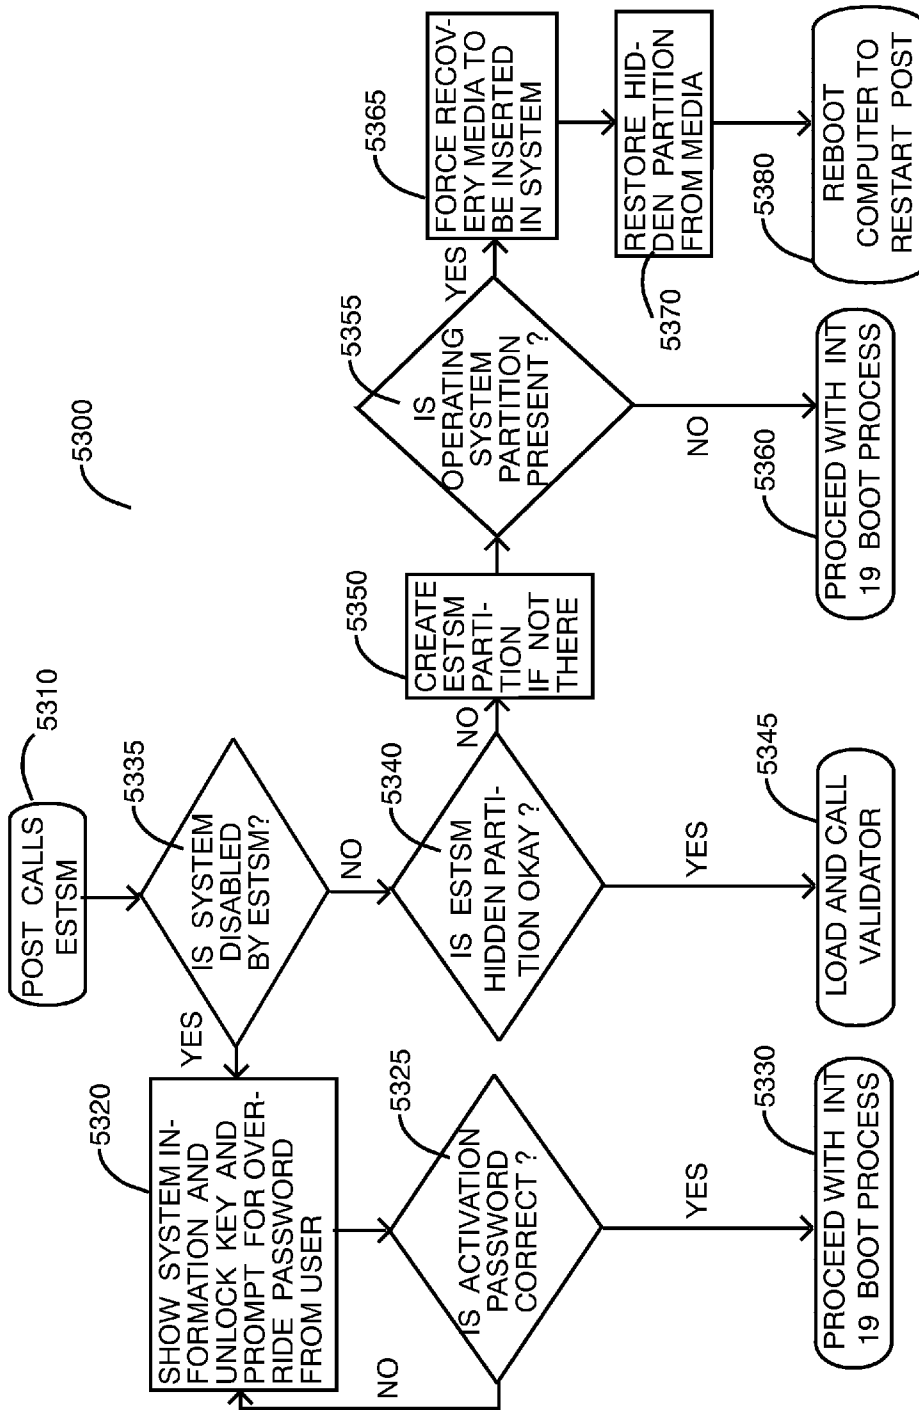 5300
POST CALLS
ESTSM
5310
IS SYSTEM
DISABLED
BY ESTSM?
5335
YES
NO
SHOW SYSTEM IN-
FORMATION AND
UNLOCK KEY AND
PROMPT FOR OVER-
RIDE PASSWORD
FROM USER
5320
IS ACTIVATION
PASSWORD
CORRECT ?
5325
NO
YES
PROCEED WITH INT
19 BOOT PROCESS
5330
IS ESTSM
HIDDEN PARTI-
TION OKAY ?
5340
YES
NO
LOAD AND CALL
VALIDATOR
5345
CREATE
ESTSM
PARTI-
TION
IF NOT
THERE
5350
IS
OPERATING
SYSTEM
PARTITION
PRESENT ?
5355
NO
YES
PROCEED WITH INT
19 BOOT PROCESS
5360
FORCE RECOV-
ERY MEDIA TO
BE INSERTED
IN SYSTEM
5365
RESTORE HID-
DEN PARTITION
FROM MEDIA
5370
REBOOT
COMPUTER TO
RESTART POST
5380